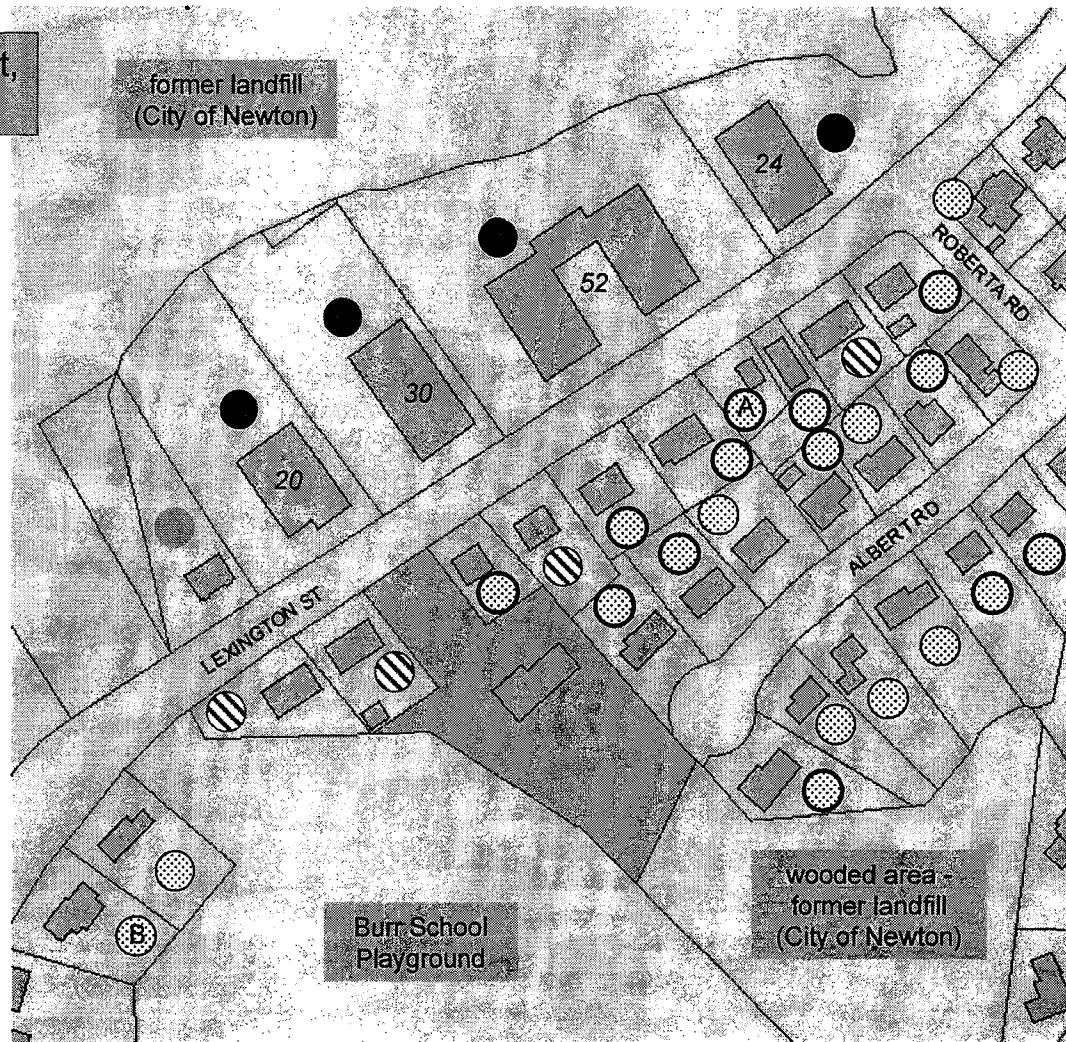 t,
former landfill
(City of Newton)
24
52
30
20
ROBERTA RD
A
ALBERT RD
LEXINGTON ST
B
Burr School
Playground
wooded area -
former landfill
(City of Newton)